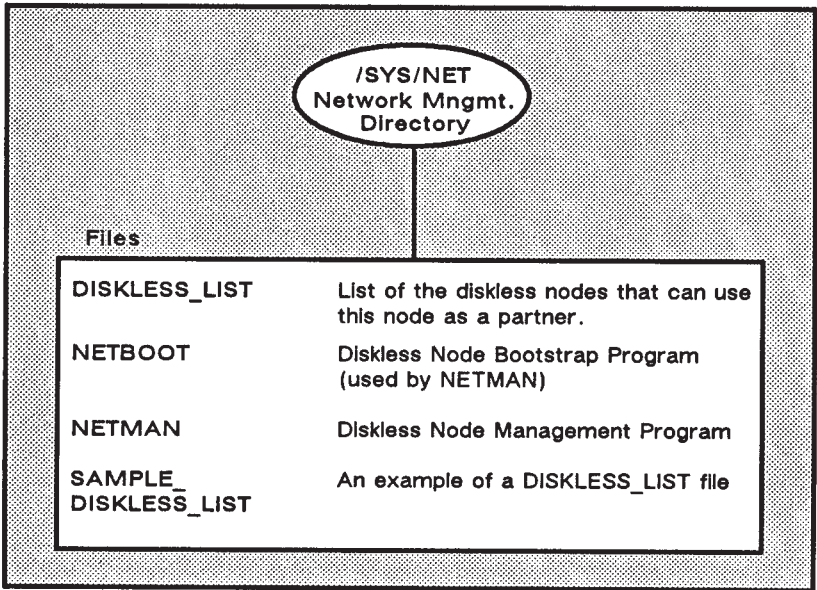 /SYS/NET
Network Mngmt.
Directory
Files
DISKLESS_LIST List of the diskless nodes that can use
this node as a partner.
NETBOOT Diskless Node Bootstrap Program
(used by NETMAN)
NETMAN Diskless Node Management Program
SAMPLE_ An example of a DISKLESS_LIST file
DISKLESS_LIST